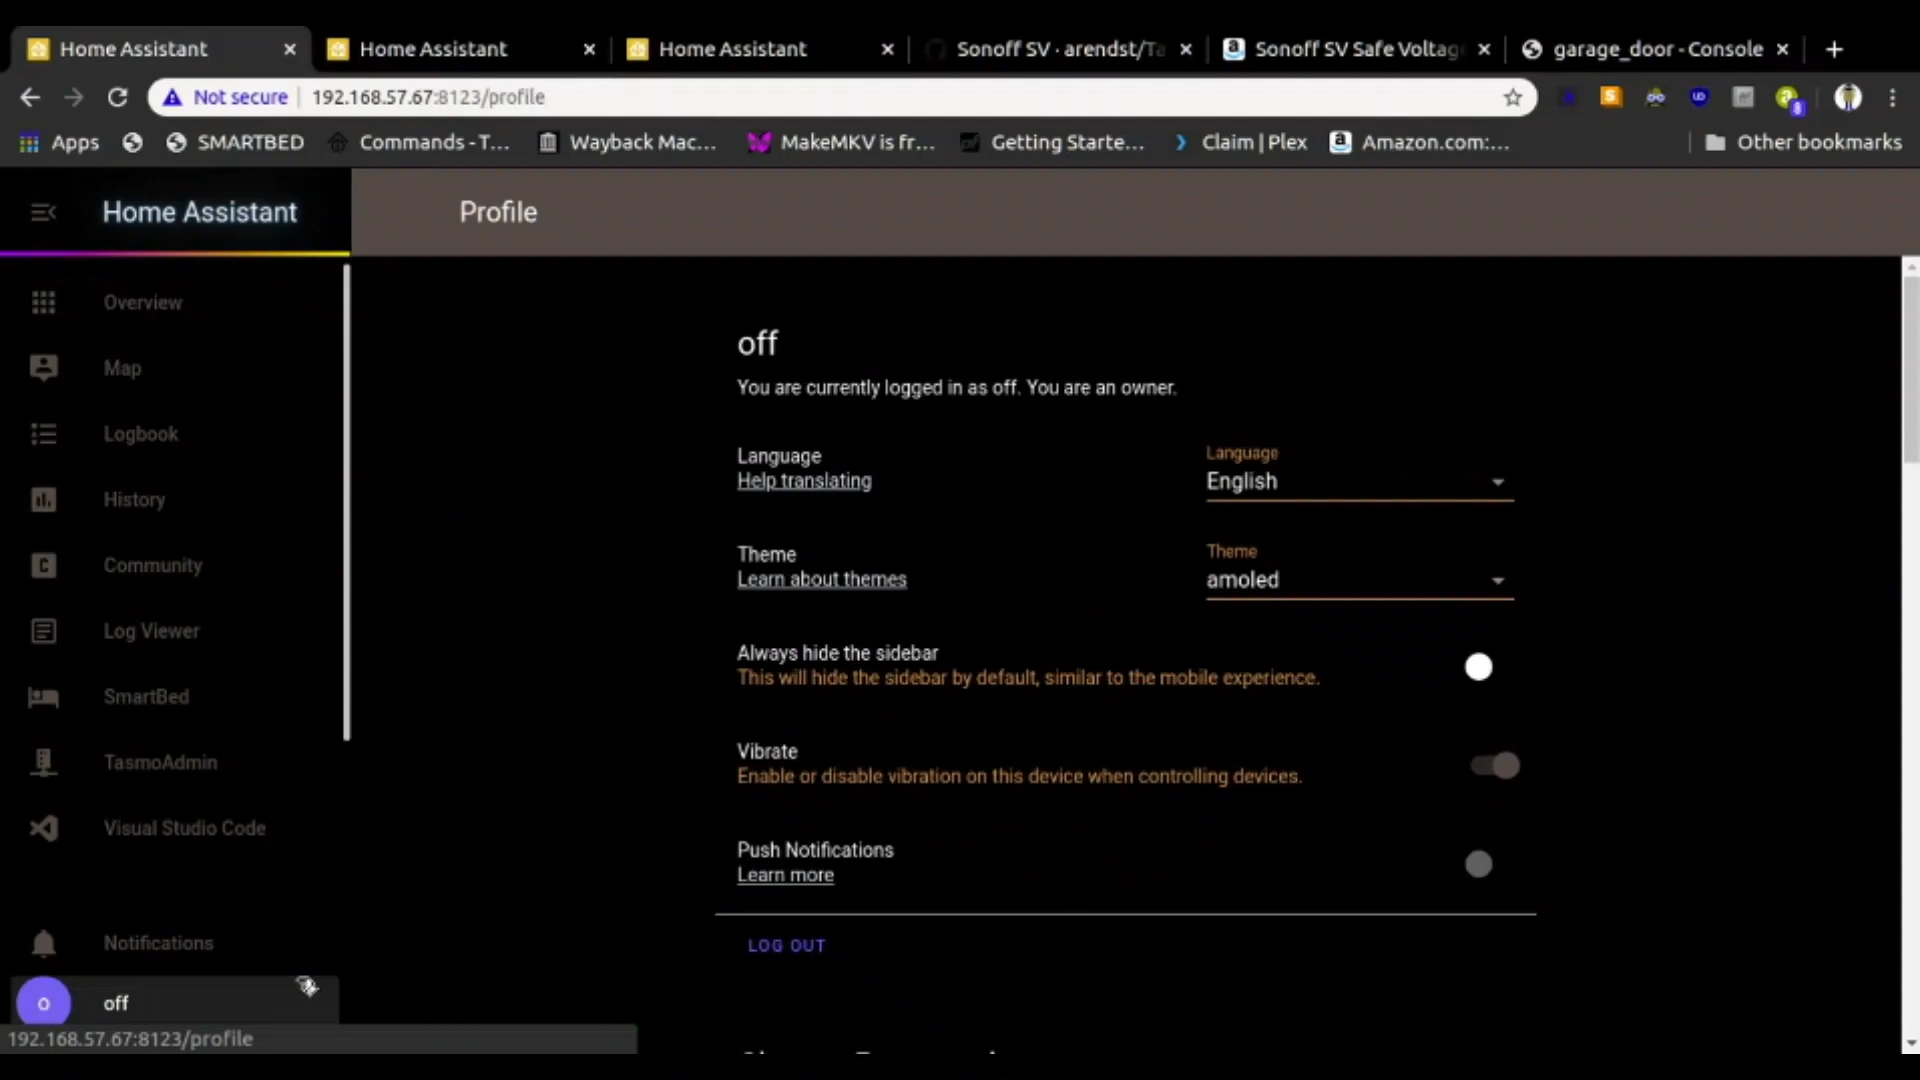 Home Assistant
Home Assistant
Home Assistant
Sonoff SV · arendst/Ta
Sonoff SV Safe Voltag
garage_door - Console
Not secure
192.168.57.67:8123/profile
Apps
SMARTBED
Commands - T...
Wayback Mac...
MakeMKV is fr...
Getting Starte...
Claim | Plex
Amazon.com:...
Other bookmarks
Home Assistant
Profile
Overview
Map
Logbook
History
Community
Log Viewer
SmartBed
TasmoAdmin
Visual Studio Code
Notifications
o
off
192.168.57.67:8123/profile
off
You are currently logged in as off. You are an owner.
Language
Help translating
Language
English
Theme
Learn about themes
Theme
amoled
Always hide the sidebar
This will hide the sidebar by default, similar to the mobile experience.
Vibrate
Enable or disable vibration on this device when controlling devices.
Push Notifications
Learn more
LOG OUT